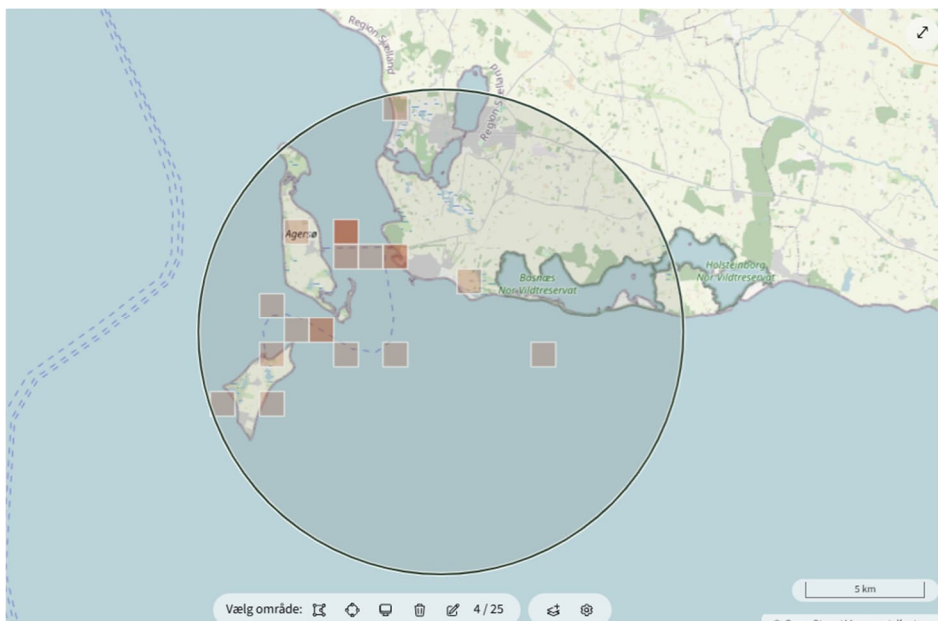 Region Sjælland
Region Sjælland
Agersø
Basnæs
Nor Vildtreservat
Holsteinborg
Nor Vildtreservat
5 km
Vælg område: 4 / 25